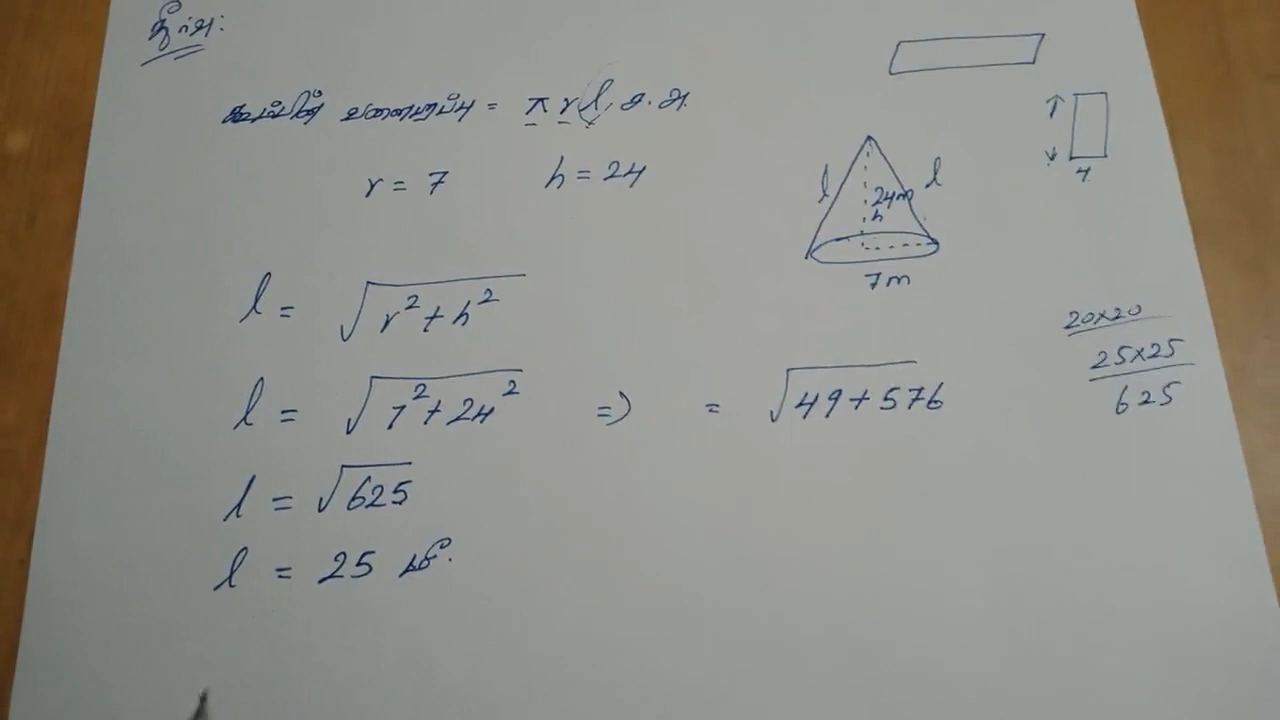 தீர்வு:
கூம்பின் வளைபரப்பு = π r l ச.அ.
r = 7 h = 24
l l
24m
h
7m
4
l = √r²+h²
20×20
25×25
625
l = √7²+24² => = √49+576
l = √625
l = 25 மீ.